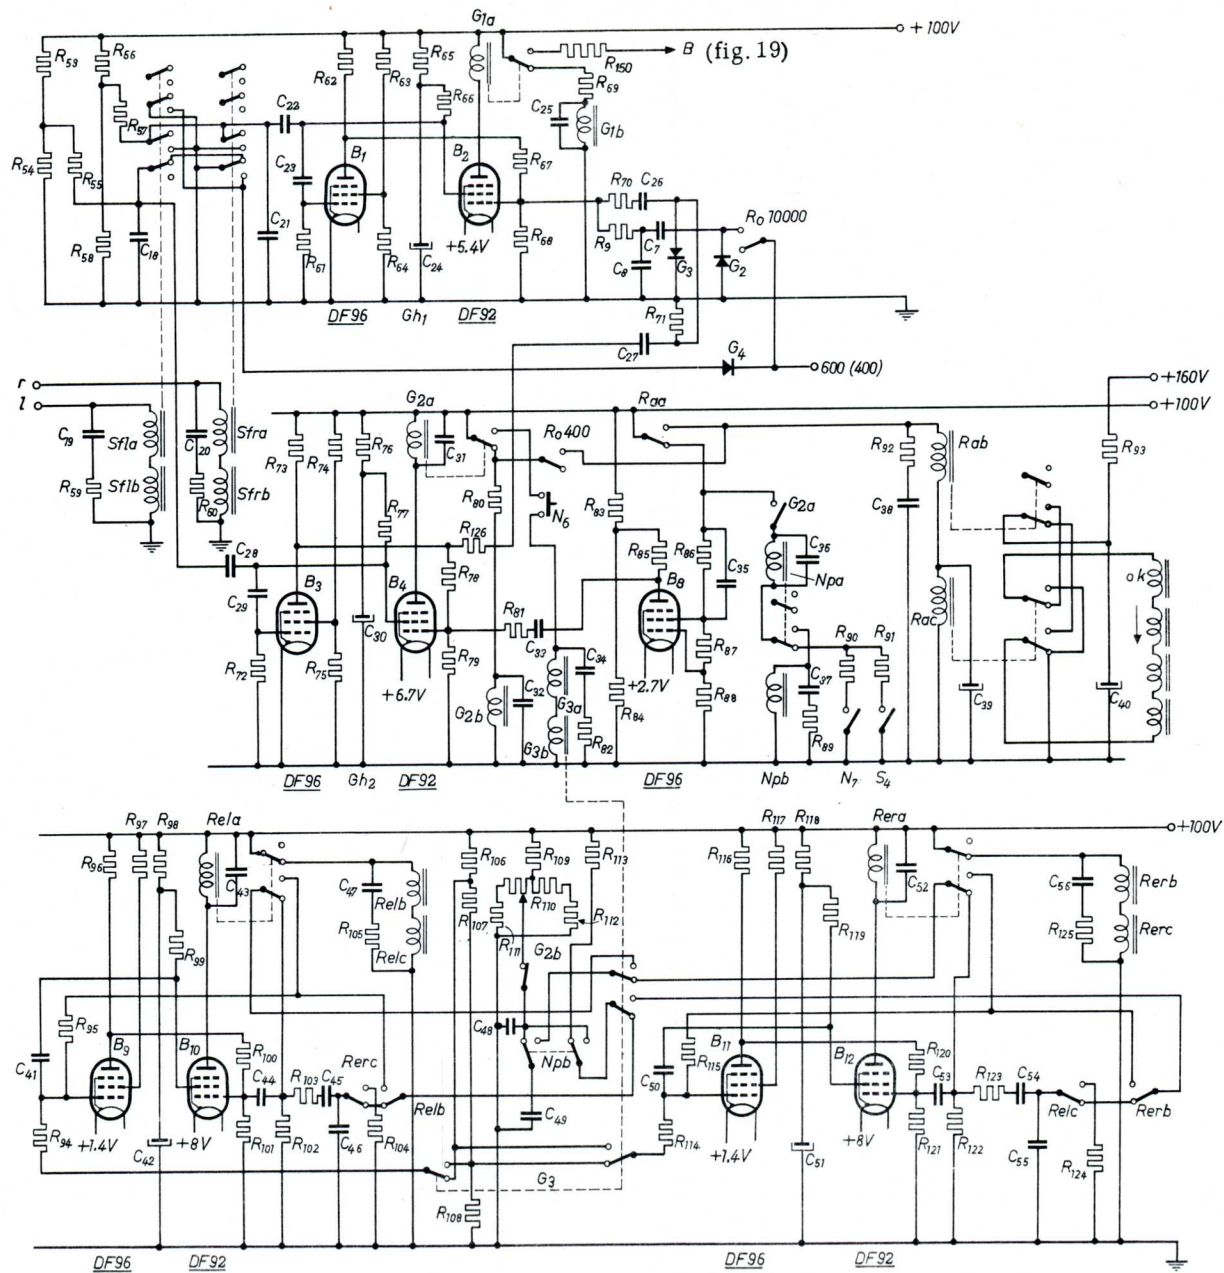 G1a
+100V
R53
R56
R62
R63
R65
B (fig. 19)
R150
R66
R69
C25
G1b
R57
C22
R54
R55
C23
B1
B2
R67
R70
C26
Ro 10000
R58
C18
C21
R61
R64
C24
+5.4V
R68
R9
C7
C8
G3
G2
DF96
Gh1
DF92
R71
C27
G4
600 (400)
r
l
+160V
+100V
C19
Sfla
C20
Sfra
R59
Sflb
R60
Sfrb
R73
R74
R76
G2a
C31
Ro400
Raa
R92
Rab
R93
R77
R80
N6
R83
G2a
C38
C28
R126
R78
R85
R86
C35
C36
Npa
ok
C29
B3
B4
R81
C33
B8
Rac
R72
R75
C30
+6.7V
R79
C32
C34
+2.7V
R87
R90
R91
G2b
G3a
G3b
R82
R84
R88
C37
R89
C39
C40
DF96
Gh2
DF92
DF96
Npb
N7
S4
R97
R98
Rela
R117
R118
Rera
+100V
R96
C43
C47
Relb
R106
R109
R113
R116
C52
C56
Rerb
R99
R105
Relc
R107
R110
R111
R112
R119
R125
Rerc
G2b
R95
C48
Npb
C41
B9
B10
R100
C44
Rerc
R103
C45
Relb
C50
B11
R115
B12
R120
C53
R123
C54
Relc
Rerb
R94
+1.4V
C42
+8V
R101
R102
C46
R104
C49
R114
+1.4V
C51
+8V
R121
R122
C55
R124
G3
R108
DF96
DF92
DF96
DF92